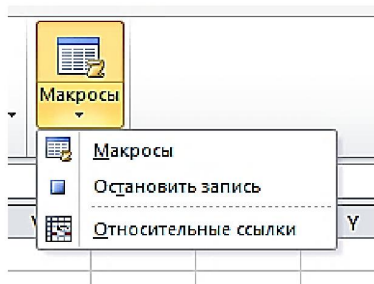 Макросы
Макросы
Остановить запись
Относительные ссылки
Y